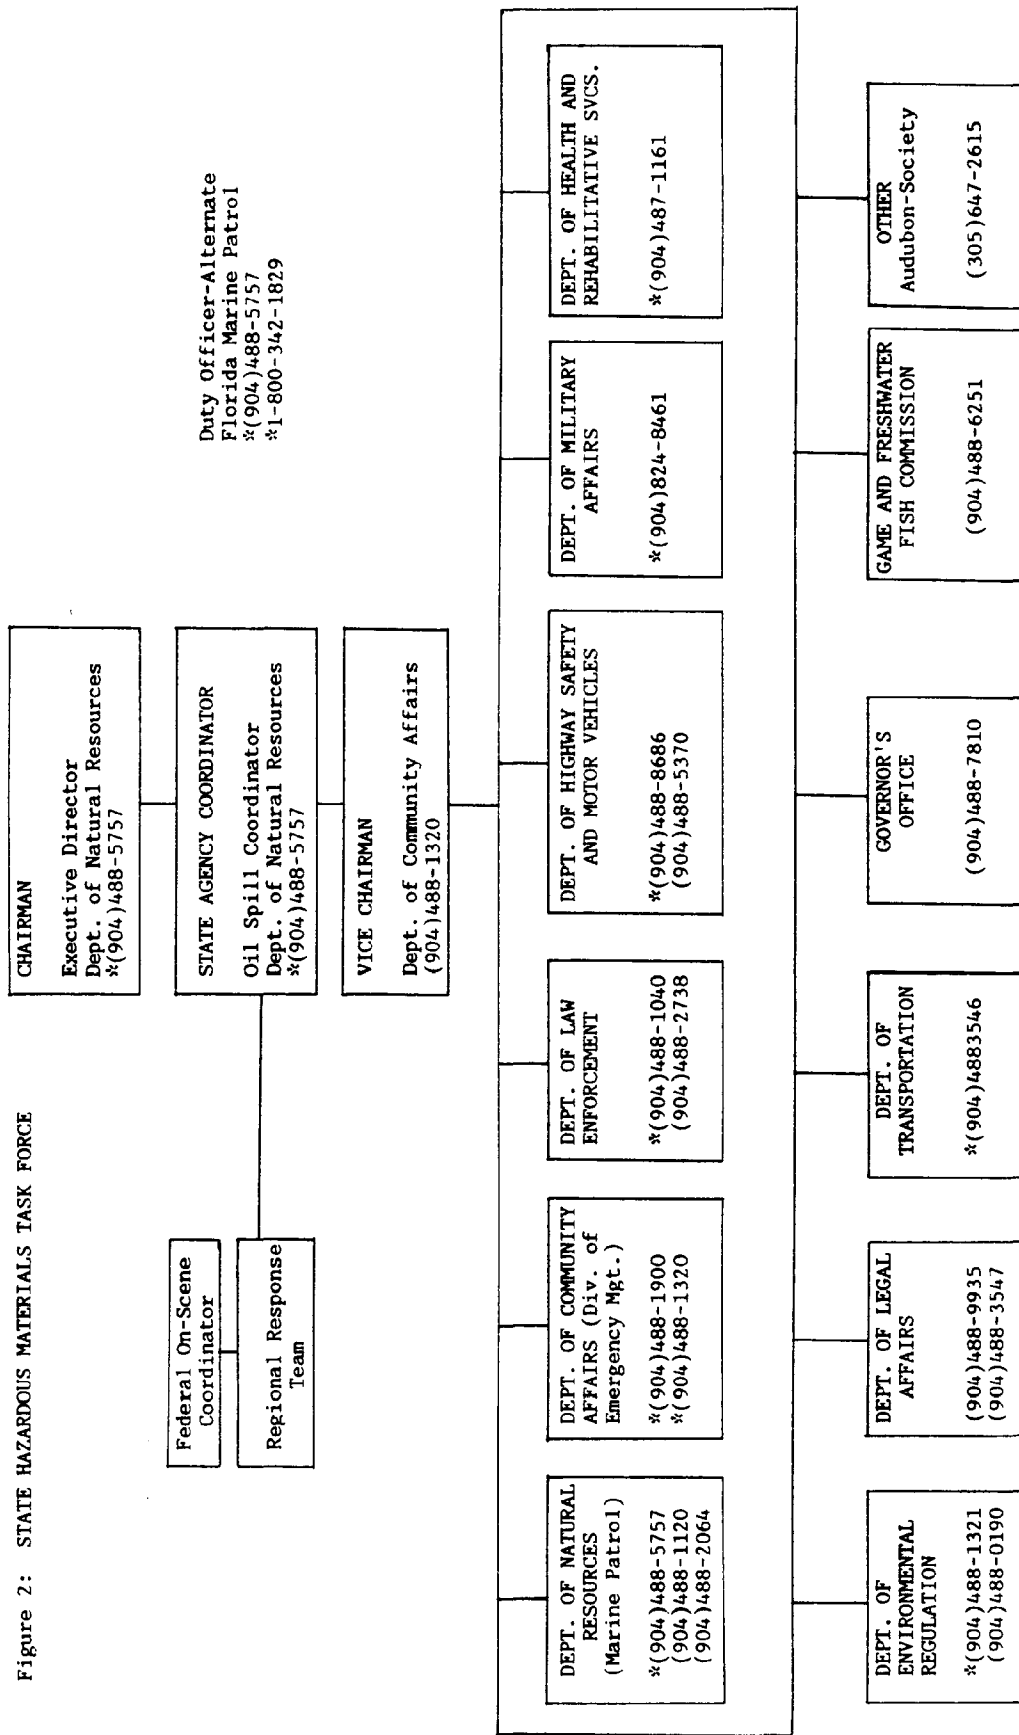 Figure 2: STATE HAZARDOUS MATERIALS TASK FORCE
CHAIRMAN
Executive Director
Dept. of Natural Resources
*(904)488-5757
Federal On-Scene
Coordinator
Regional Response
Team
STATE AGENCY COORDINATOR
Oil Spill Coordinator
Dept. of Natural Resources
*(904)488-5757
Duty Officer-Alternate
Florida Marine Patrol
*(904)488-5757
*1-800-342-1829
VICE CHAIRMAN
Dept. of Community Affairs
(904)488-1320
DEPT. OF NATURAL
RESOURCES
(Marine Patrol)
*(904)488-5757
(904)488-1120
(904)488-2064
DEPT. OF COMMUNITY
AFFAIRS (Div. of
Emergency Mgt.)
*(904)488-1900
*(904)488-1320
DEPT. OF LAW
ENFORCEMENT
*(904)488-1040
(904)488-2738
DEPT. OF HIGHWAY SAFETY
AND MOTOR VEHICLES
*(904)488-8686
(904)488-5370
DEPT. OF MILITARY
AFFAIRS
*(904)824-8461
DEPT. OF HEALTH AND
REHABILITATIVE SVCS.
*(904)487-1161
DEPT. OF
ENVIRONMENTAL
REGULATION
*(904)488-1321
(904)488-0190
DEPT. OF LEGAL
AFFAIRS
(904)488-9935
(904)488-3547
DEPT. OF
TRANSPORTATION
*(904)4883546
GOVERNOR'S
OFFICE
(904)488-7810
GAME AND FRESHWATER
FISH COMMISSION
(904)488-6251
OTHER
Audubon-Society
(305)647-2615